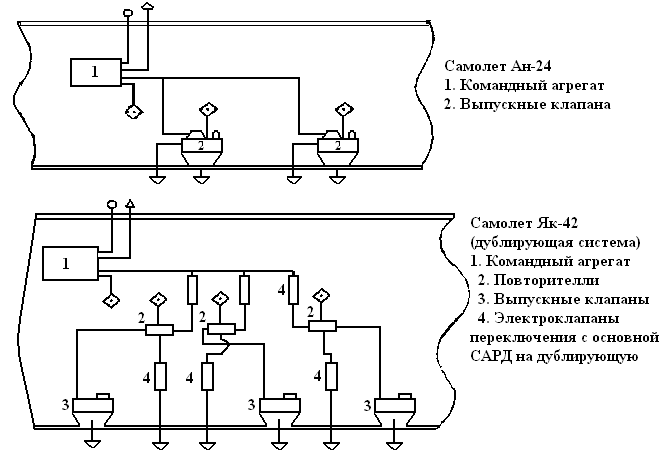 Самолет Ан-24
1. Командный агрегат
2. Выпускные клапана
1
2
2
Самолет Як-42
(дублирующая система)
1. Командный агрегат
2. Повторителли
3. Выпускные клапаны
4. Электроклапаны
переключения с основной
САРД на дублирующую
1
4
2
2
2
4
4
4
3
3
3